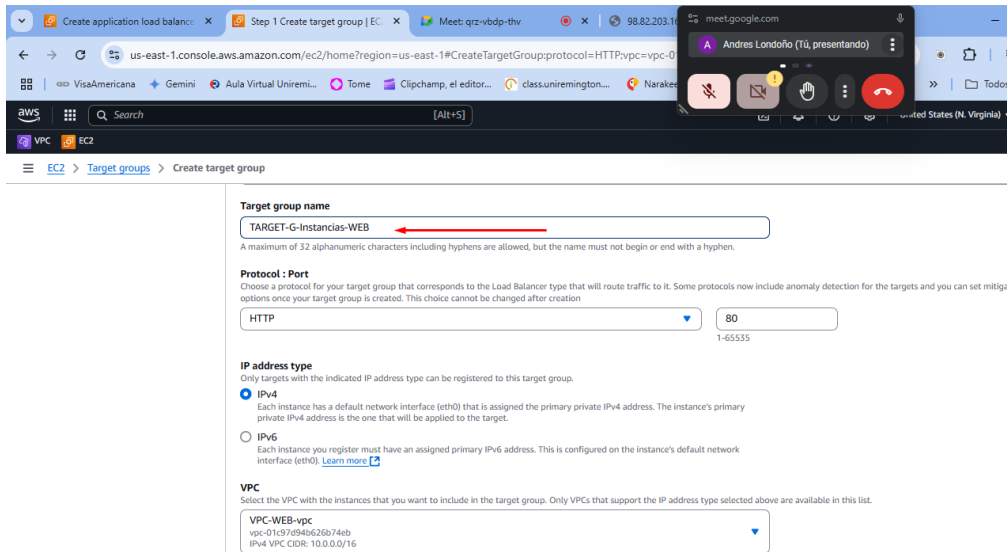 Create application load balance
Step 1 Create target group | EC
Meet: qrz-vbdp-thv
98.82.203.1
meet.google.com
A Andres Londoño (Tú, presentando)
us-east-1.console.aws.amazon.com/ec2/home?region=us-east-1#CreateTargetGroup:protocol=HTTP;vpc=vpc-0
VisaAmericana
Gemini
Aula Virtual Uniremi...
Tome
Clipchamp, el editor...
class.uniremington....
Narakee
Todos
aws
Search
[Alt+S]
United States (N. Virginia)
VPC
EC2
EC2 > Target groups > Create target group
Target group name
TARGET-G-Instancias-WEB
A maximum of 32 alphanumeric characters including hyphens are allowed, but the name must not begin or end with a hyphen.
Protocol : Port
Choose a protocol for your target group that corresponds to the Load Balancer type that will route traffic to it. Some protocols now include anomaly detection for the targets and you can set mitiga
options once your target group is created. This choice cannot be changed after creation
HTTP
80
1-65535
IP address type
Only targets with the indicated IP address type can be registered to this target group.
IPv4
Each instance has a default network interface (eth0) that is assigned the primary private IPv4 address. The instance's primary
private IPv4 address is the one that will be applied to the target.
IPv6
Each instance you register must have an assigned primary IPv6 address. This is configured on the instance's default network
interface (eth0). Learn more
VPC
Select the VPC with the instances that you want to include in the target group. Only VPCs that support the IP address type selected above are available in this list.
VPC-WEB-vpc
vpc-01c97d94b626b74eb
IPv4 VPC CIDR: 10.0.0.0/16